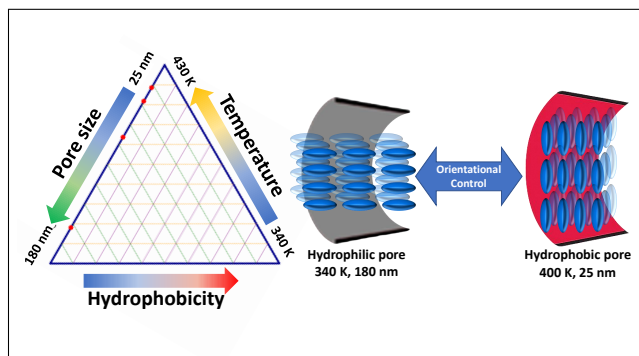 25 nm
430 K
Pore size
Temperature
180 nm
340 K
Hydrophobicity
Orientational
Control
Hydrophilic pore
340 K, 180 nm
Hydrophobic pore
400 K, 25 nm